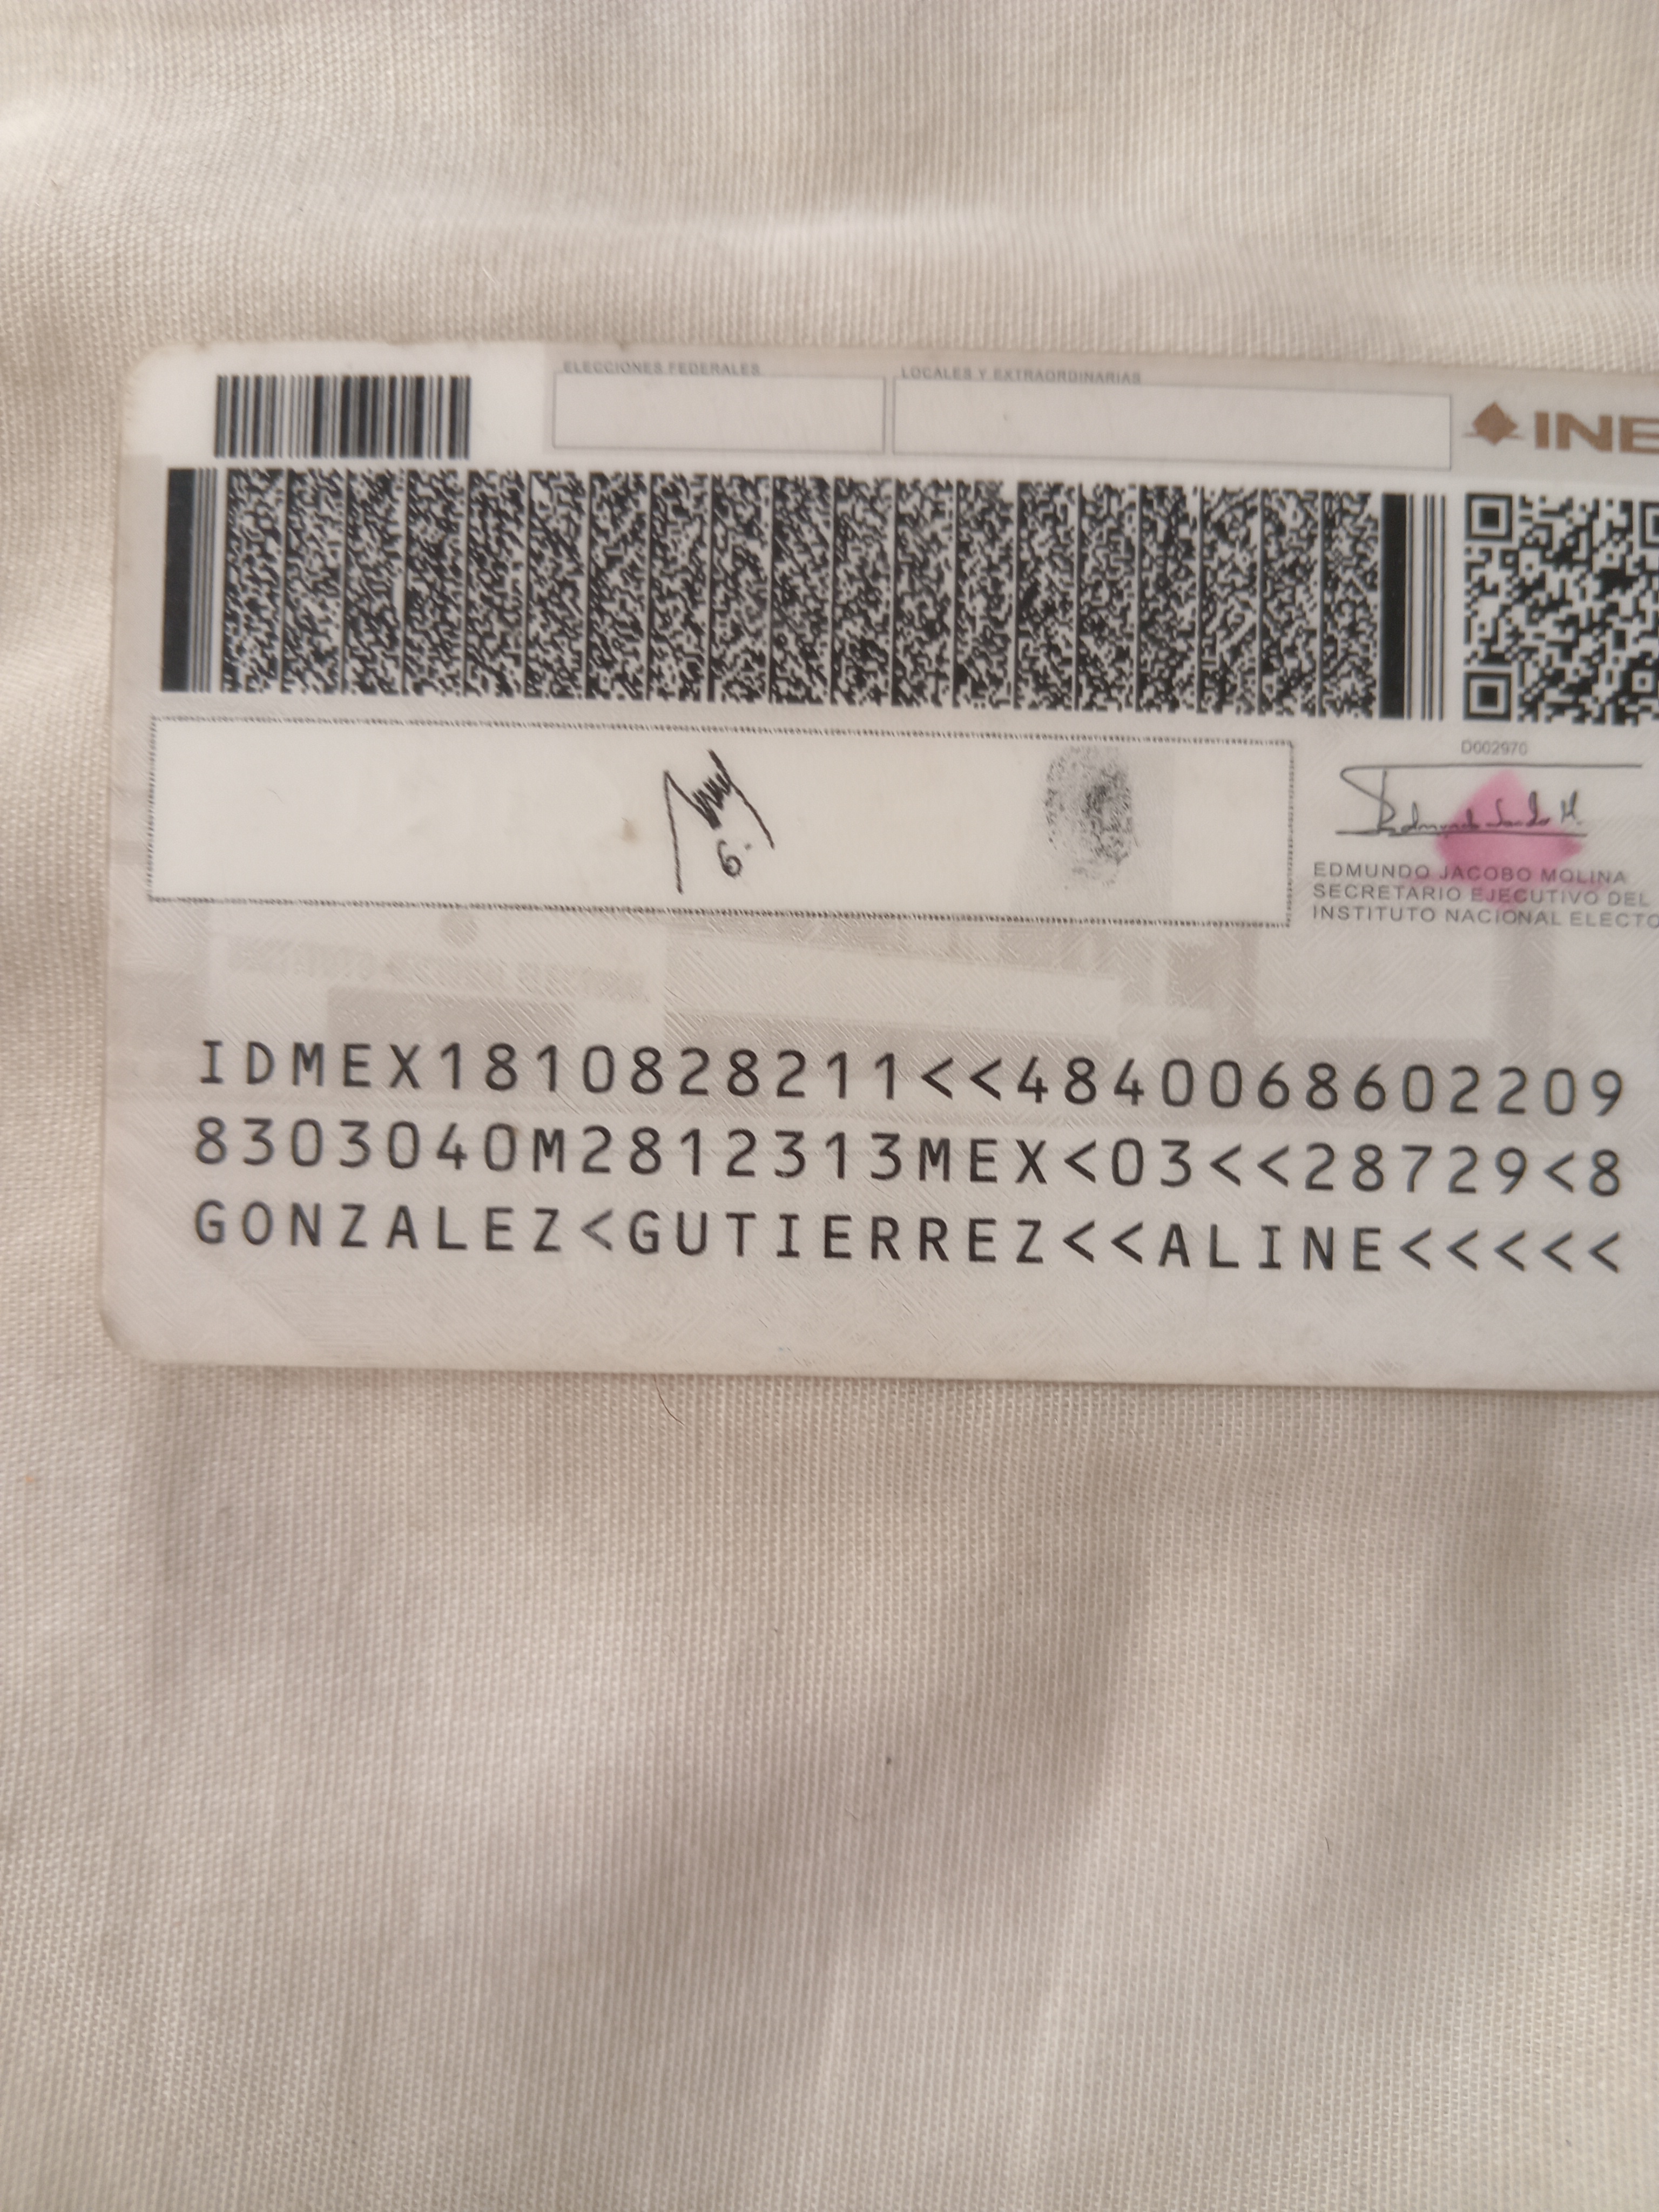 ELECCIONES FEDERALES
LOCALES Y EXTRAORDINARIAS
INE
D002970
EDMUNDO JACOBO MOLINA
SECRETARIO EJECUTIVO DEL
INSTITUTO NACIONAL ELECTO
IDMEX1810828211<<4840068602209
8303040M2812313MEX<03<<28729<8
GONZALEZ<GUTIERREZ<<ALINE<<<<<